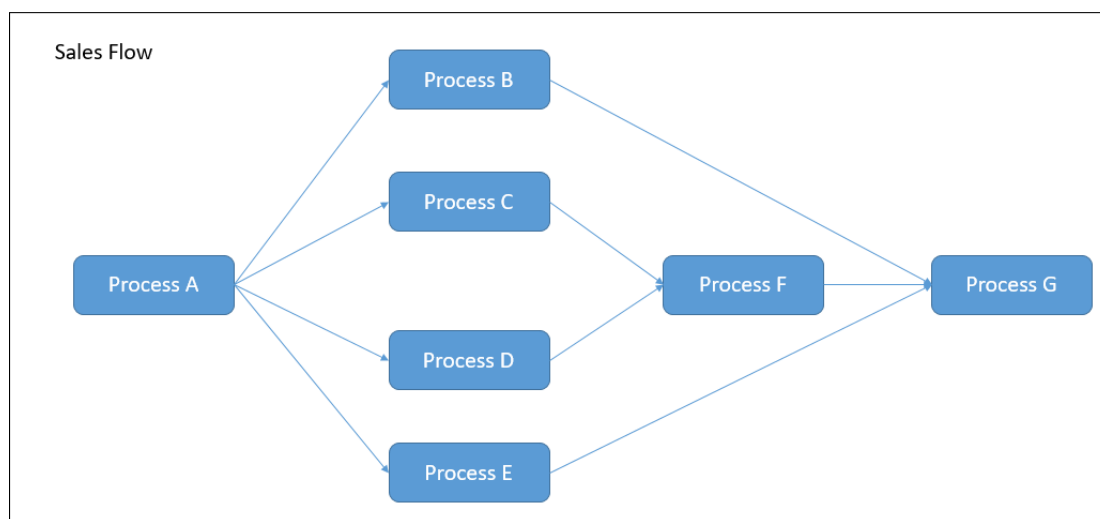 Sales Flow
Process B
Process C
Process A
Process F
Process G
Process D
Process E